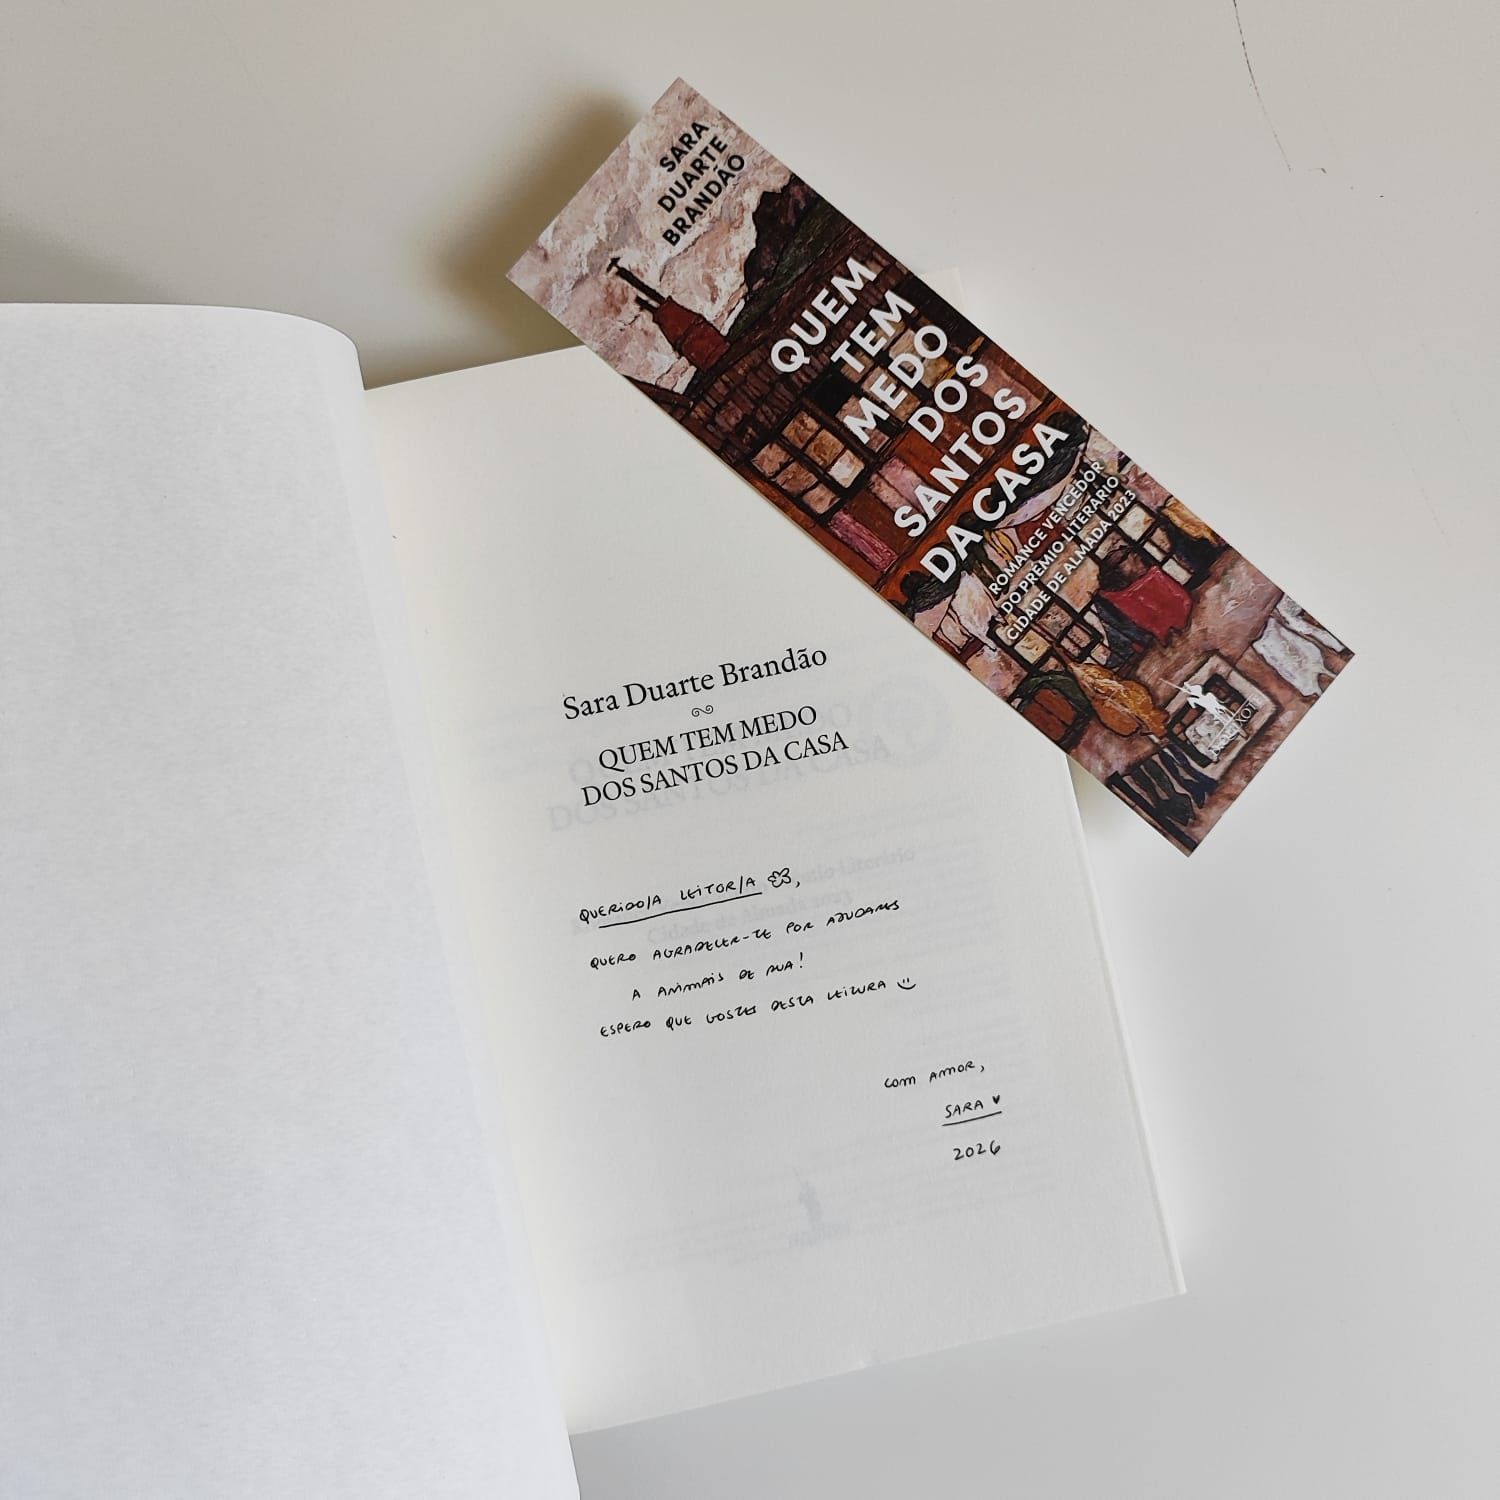 SARA
DUARTE
BRANDÃO
QUEM
TEM
MEDO
DOS
SANTOS
DA CASA
ROMANCE VENCEDOR
DO PRÉMIO LITERÁRIO
CIDADE DE ALMADA 2023
Sara Duarte Brandão
QUEM TEM MEDO
DOS SANTOS DA CASA
QUERIDO/A LEITOR/A,
QUERO AGRADECER-TE POR AJUDARES
A ANIMAIS DE RUA!
ESPERO QUE GOSTES DESTA LEITURA
COM AMOR,
SARA ♥
2026